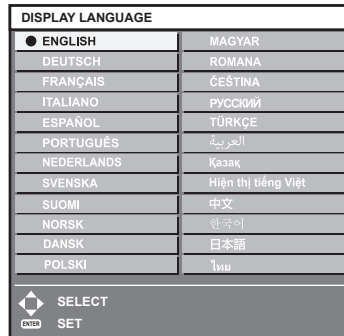 DISPLAY LANGUAGE
ENGLISH
DEUTSCH
FRANÇAIS
ITALIANO
ESPAÑOL
PORTUGUÊS
NEDERLANDS
SVENSKA
SUOMI
NORSK
DANSK
POLSKI
MAGYAR
ROMANA
ČEŠTINA
РУССКИЙ
TÜRKÇE
العربية
Қазақ
Hiện thị tiếng Việt
中文
한국어
日本語
ไทย
SELECT
ENTER SET